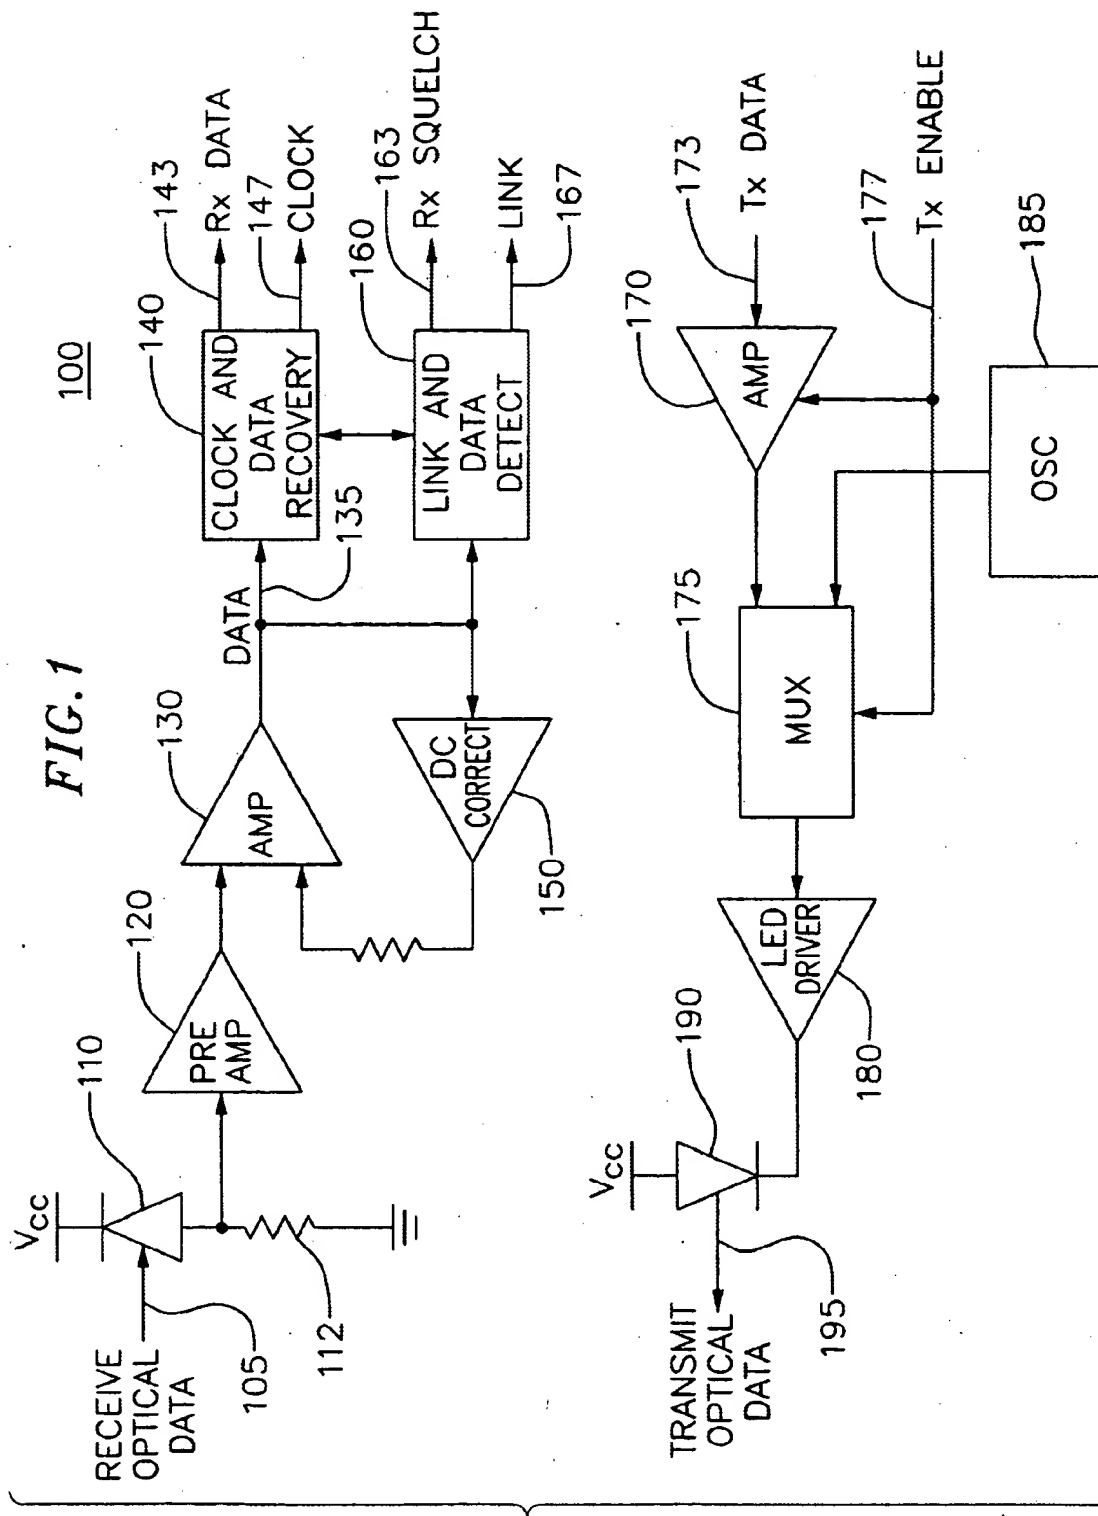 FIG.1
100
RECEIVE
OPTICAL
DATA
105
Vcc
110
112
PRE
AMP
120
AMP
130
DATA
135
CLOCK AND
DATA
RECOVERY
140
143
Rx DATA
147
CLOCK
DC
CORRECT
150
LINK AND
DATA
DETECT
160
163
Rx SQUELCH
LINK
167
TRANSMIT
OPTICAL
DATA
195
Vcc
190
LED
DRIVER
180
MUX
175
AMP
170
173
Tx DATA
177
Tx ENABLE
OSC
185